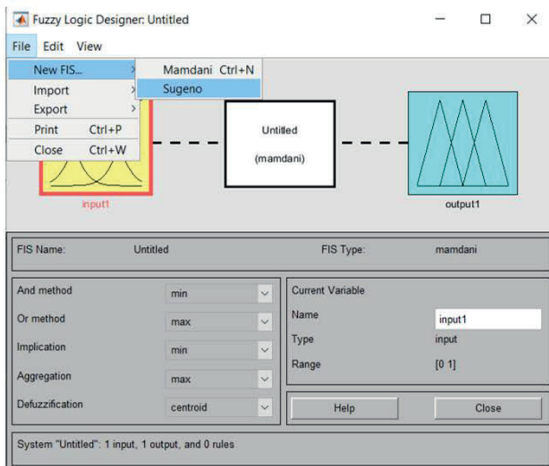 Fuzzy Logic Designer: Untitled
File Edit View
New FIS... > Mamdani Ctrl+N
Import > Sugeno
Export >
Print Ctrl+P
Close Ctrl+W
Untitled
(mamdani)
input1
output1
FIS Name: Untitled FIS Type: mamdani
And method min
Or method max
Implication min
Aggregation max
Defuzzification centroid
Current Variable
Name input1
Type input
Range [0 1]
Help Close
System "Untitled": 1 input, 1 output, and 0 rules